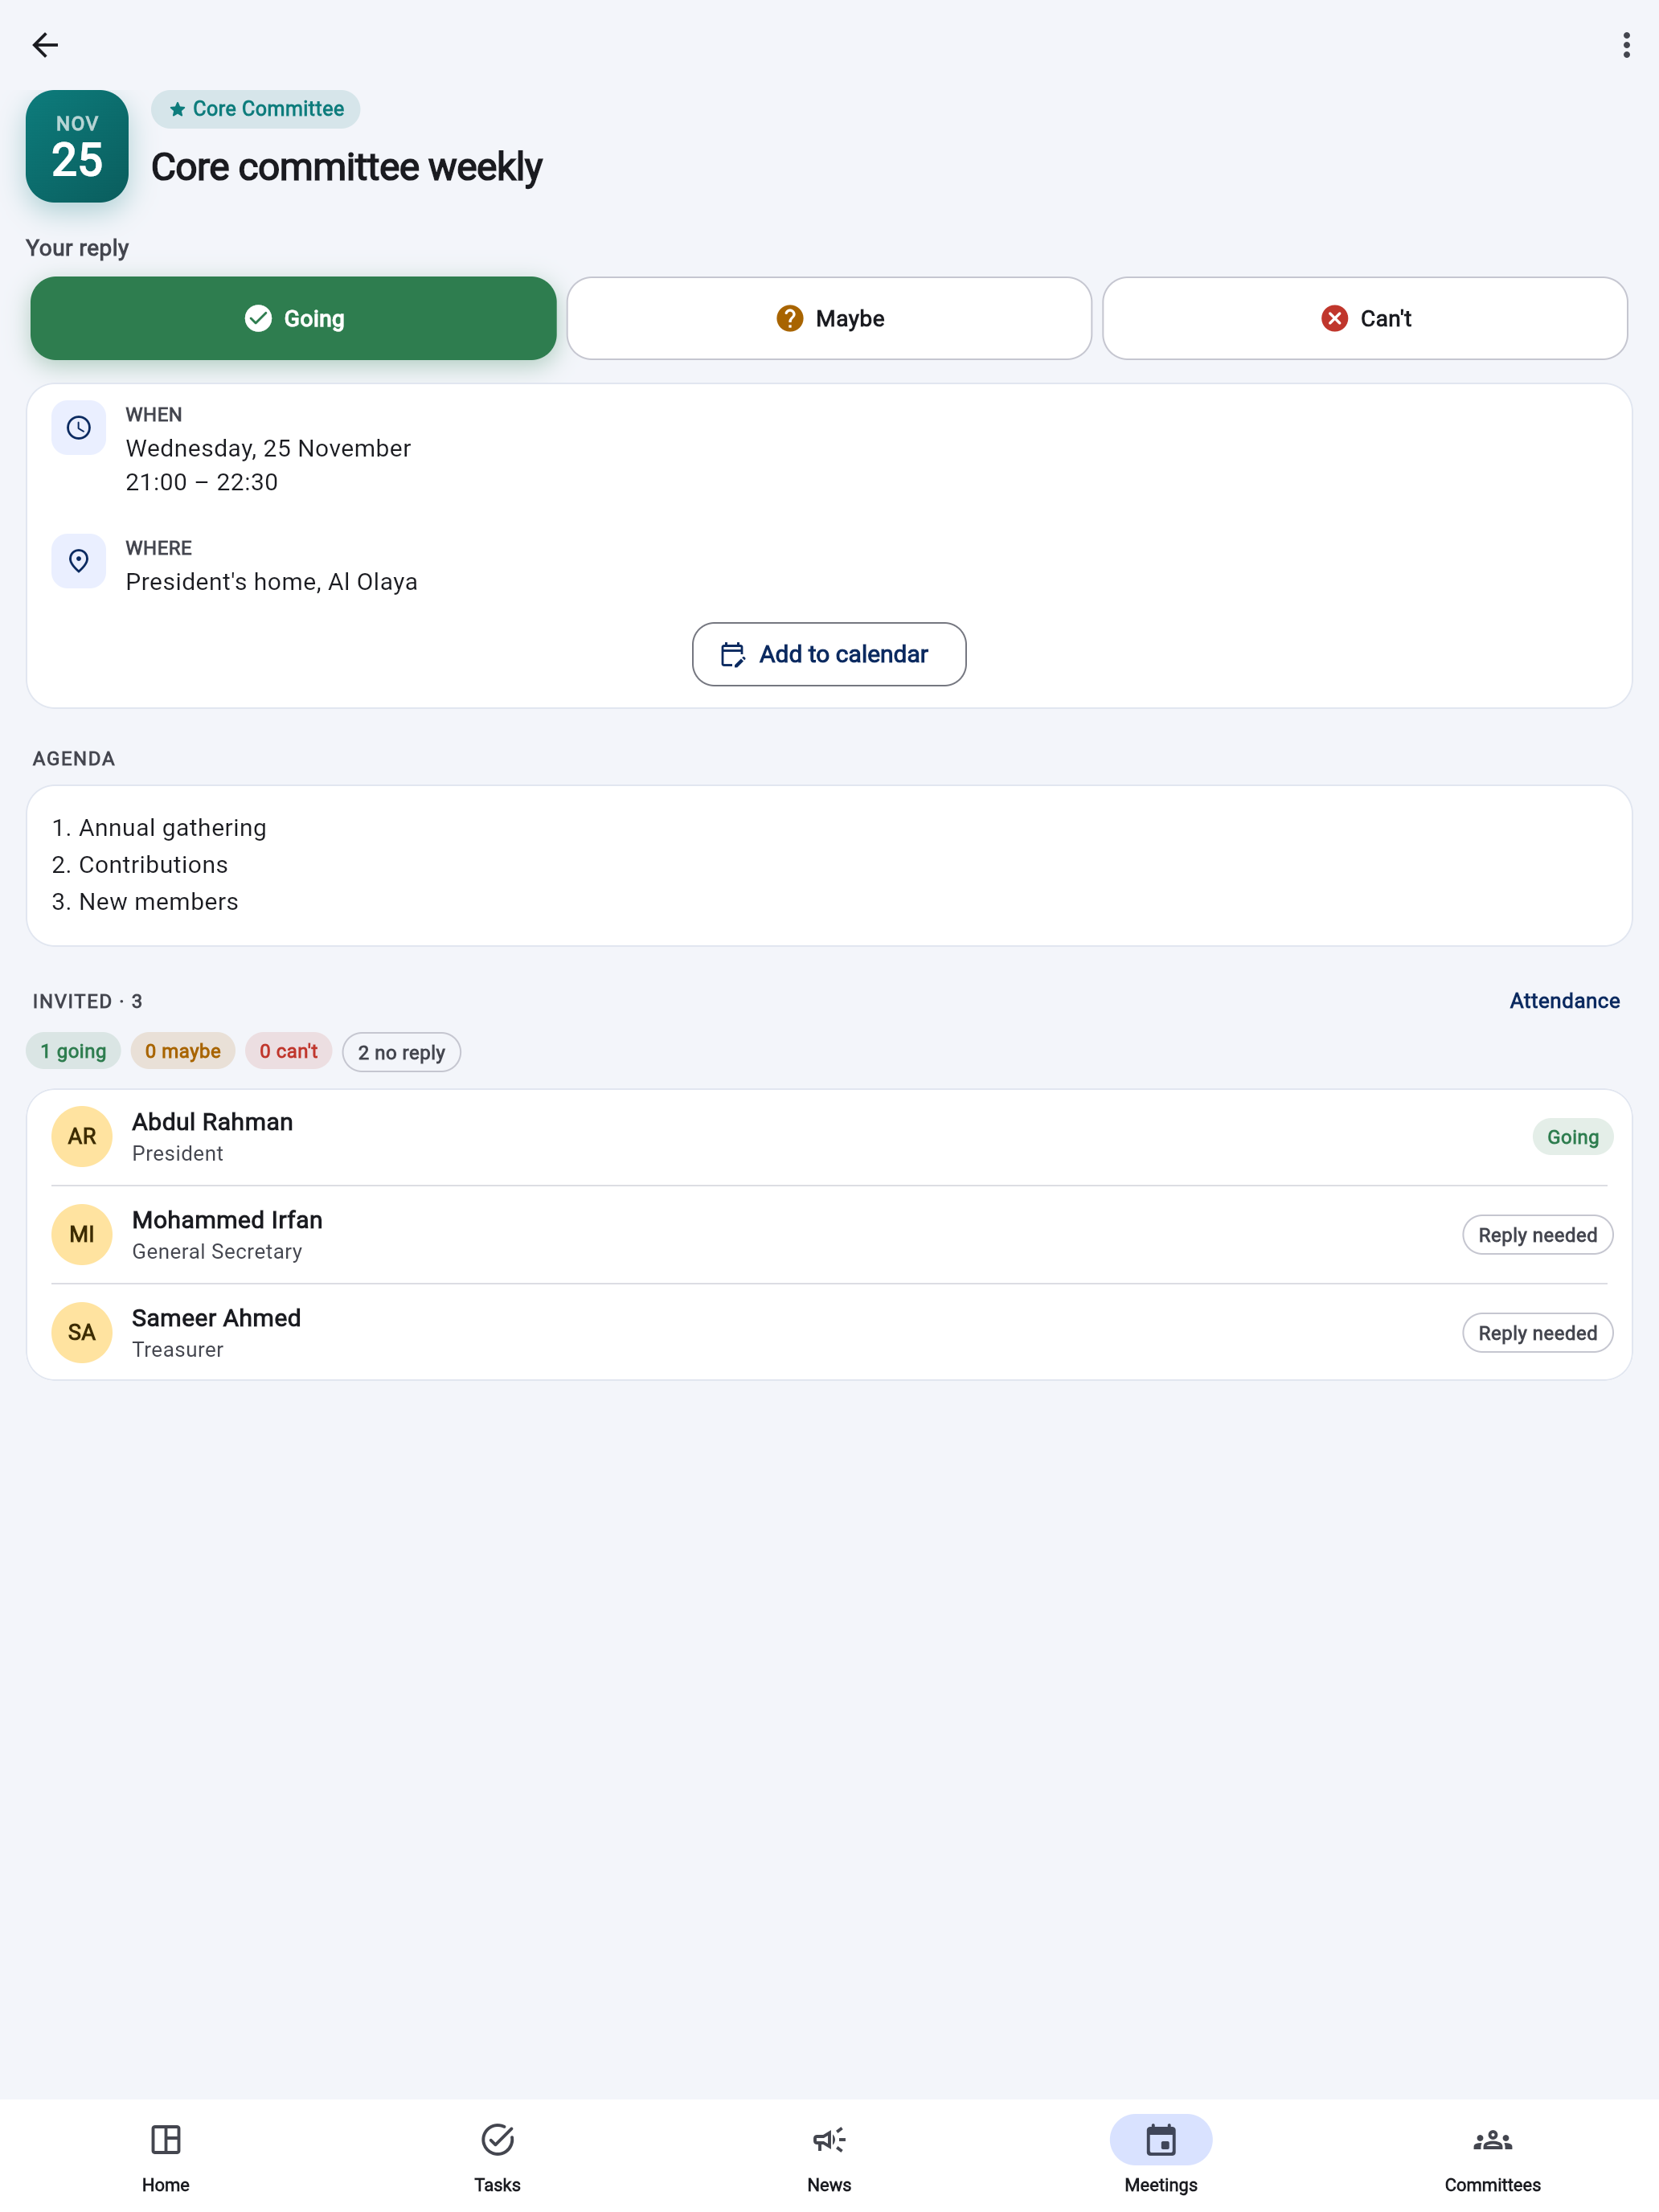 NOV
25
Core Committee
Core committee weekly
Your reply
Going
Maybe
Can't
WHEN
Wednesday, 25 November
21:00 – 22:30
WHERE
President's home, Al Olaya
Add to calendar
AGENDA
1. Annual gathering
2. Contributions
3. New members
INVITED · 3
Attendance
1 going
0 maybe
0 can't
2 no reply
AR
Abdul Rahman
President
Going
MI
Mohammed Irfan
General Secretary
Reply needed
SA
Sameer Ahmed
Treasurer
Reply needed
Home
Tasks
News
Meetings
Committees